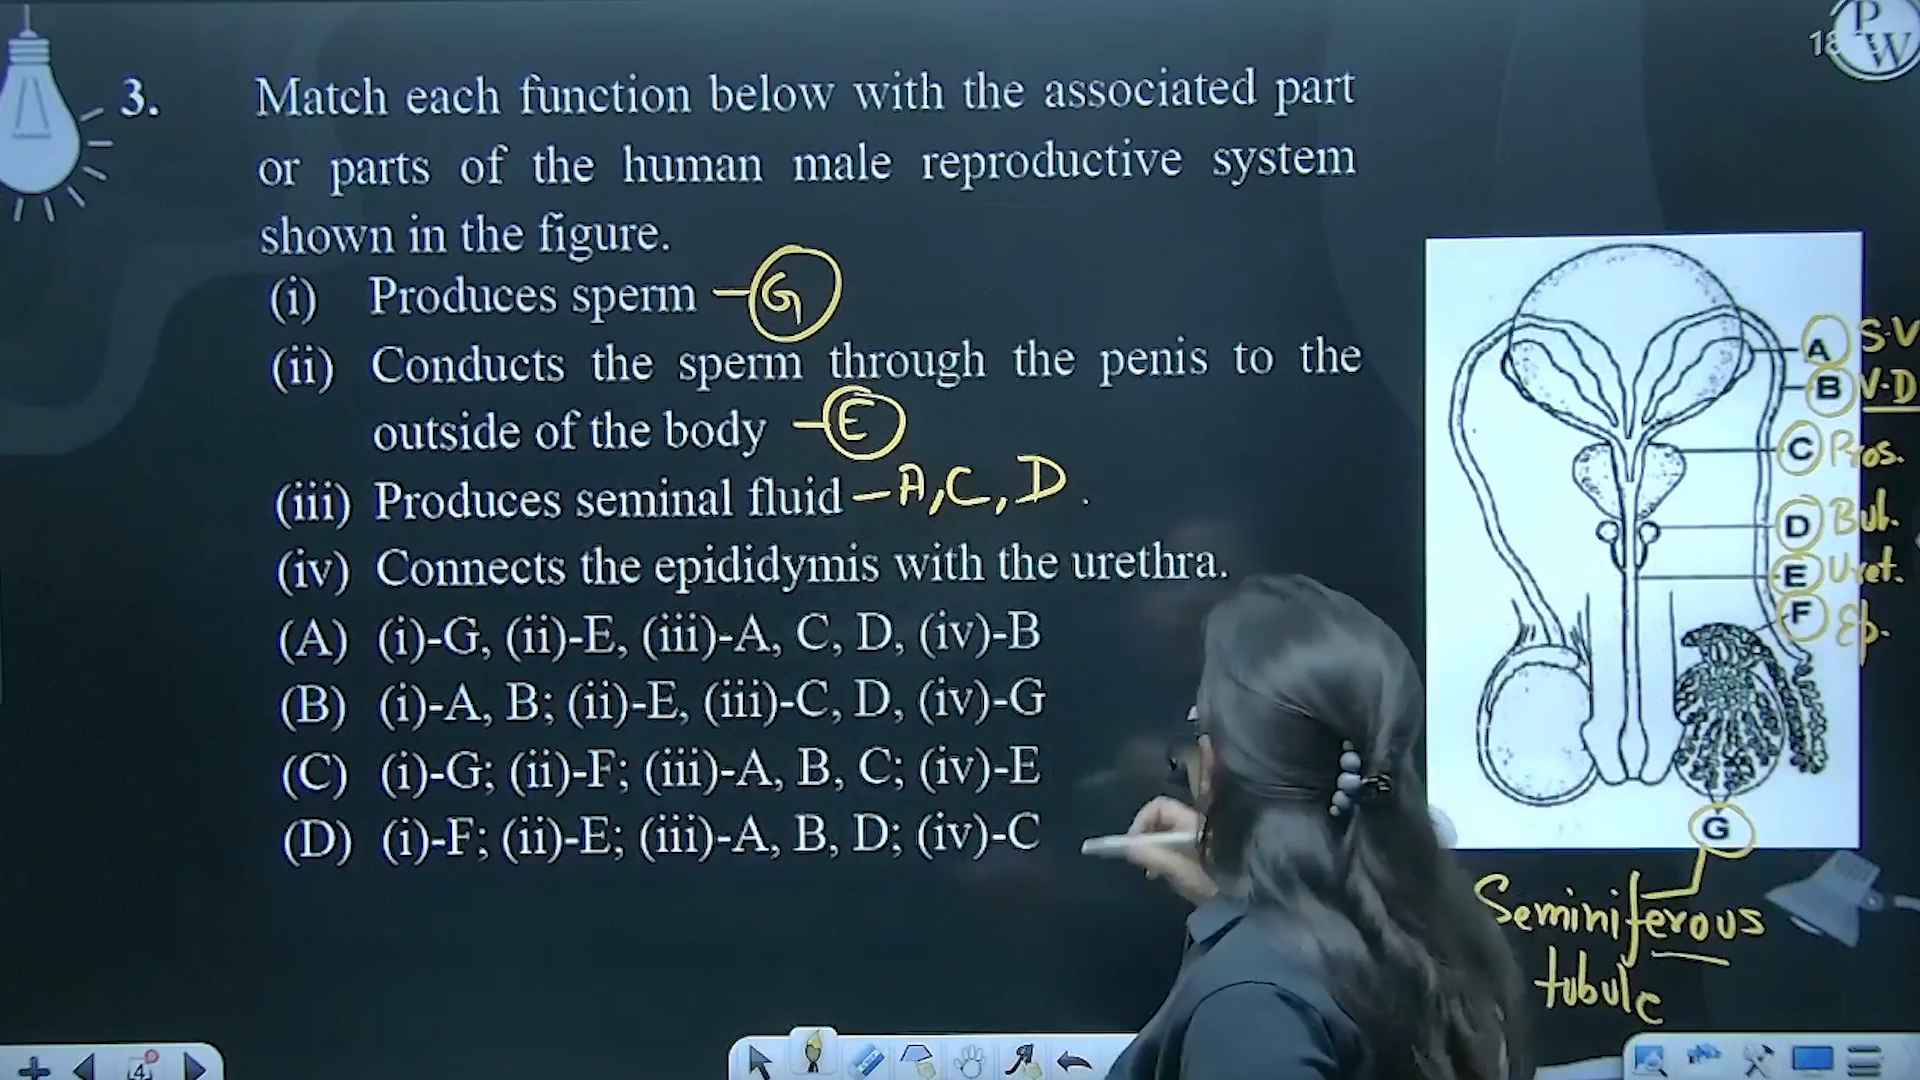 P
W
3. Match each function below with the associated part
or parts of the human male reproductive system
shown in the figure.
(i) Produces sperm – G
(ii) Conducts the sperm through the penis to the
outside of the body – E
(iii) Produces seminal fluid – A, C, D.
(iv) Connects the epididymis with the urethra.
(A) (i)-G, (ii)-E, (iii)-A, C, D, (iv)-B
(B) (i)-A, B; (ii)-E, (iii)-C, D, (iv)-G
(C) (i)-G; (ii)-F; (iii)-A, B, C; (iv)-E
(D) (i)-F; (ii)-E; (iii)-A, B, D; (iv)-C
A S.V
B V.D
C Pros.
D Bul.
E Uret.
F Ep.
G
Seminiferous
tubule
4